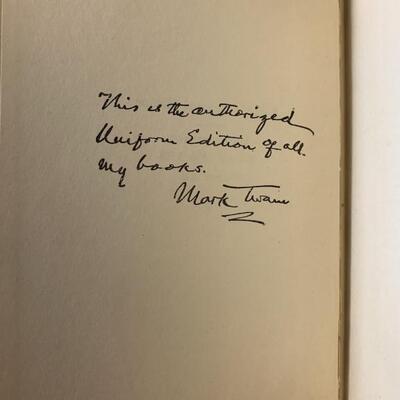 This is the authorized
Uniform Edition of all
my books.
Mark Twain